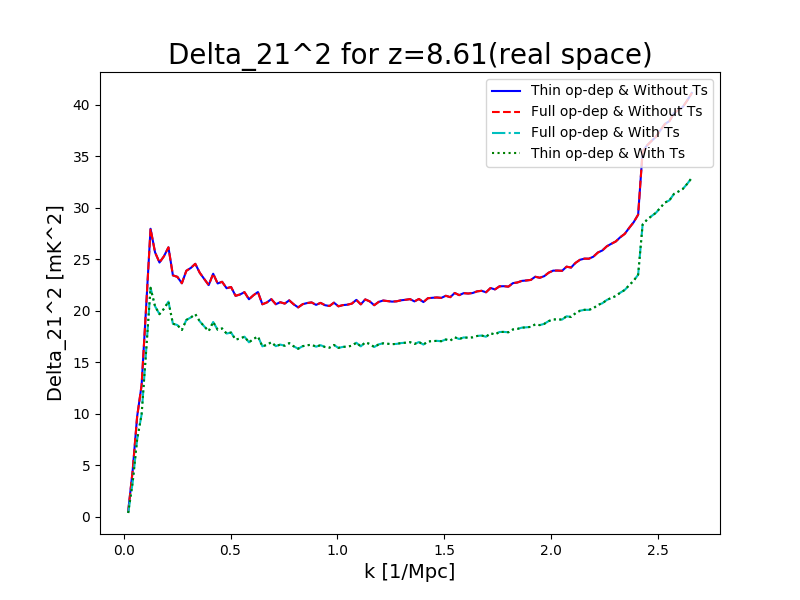 Delta_21^2 for z=8.61(real space)
Thin op-dep & Without Ts
Full op-dep & Without Ts
Full op-dep & With Ts
Thin op-dep & With Ts
Delta_21^2 [mK^2]
40
35
30
25
20
15
10
5
0
0.0
0.5
1.0
1.5
2.0
2.5
k [1/Mpc]